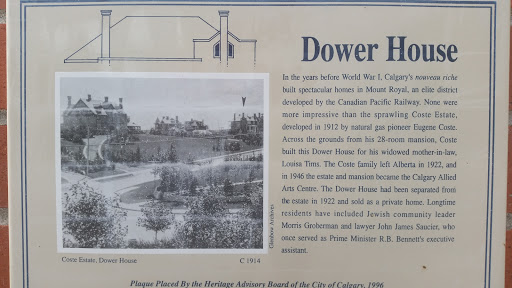 Dower House
In the years before World War I, Calgary's nouveau riche
built spectacular homes in Mount Royal, an elite district
developed by the Canadian Pacific Railway. None were
more impressive than the sprawling Coste Estate,
developed in 1912 by natural gas pioneer Eugene Coste.
Across the grounds from his 28-room mansion, Coste
built this Dower House for his widowed mother-in-law,
Louisa Tims. The Coste family left Alberta in 1922, and
in 1946 the estate and mansion became the Calgary Allied
Arts Centre. The Dower House had been separated from
the estate in 1922 and sold as a private home. Longtime
residents have included Jewish community leader
Morris Groberman and lawyer John James Saucier, who
once served as Prime Minister R.B. Bennett's executive
assistant.
Glenbow Archives
Coste Estate, Dower House
C 1914
Plaque Placed By the Heritage Advisory Board of the City of Calgary, 1996